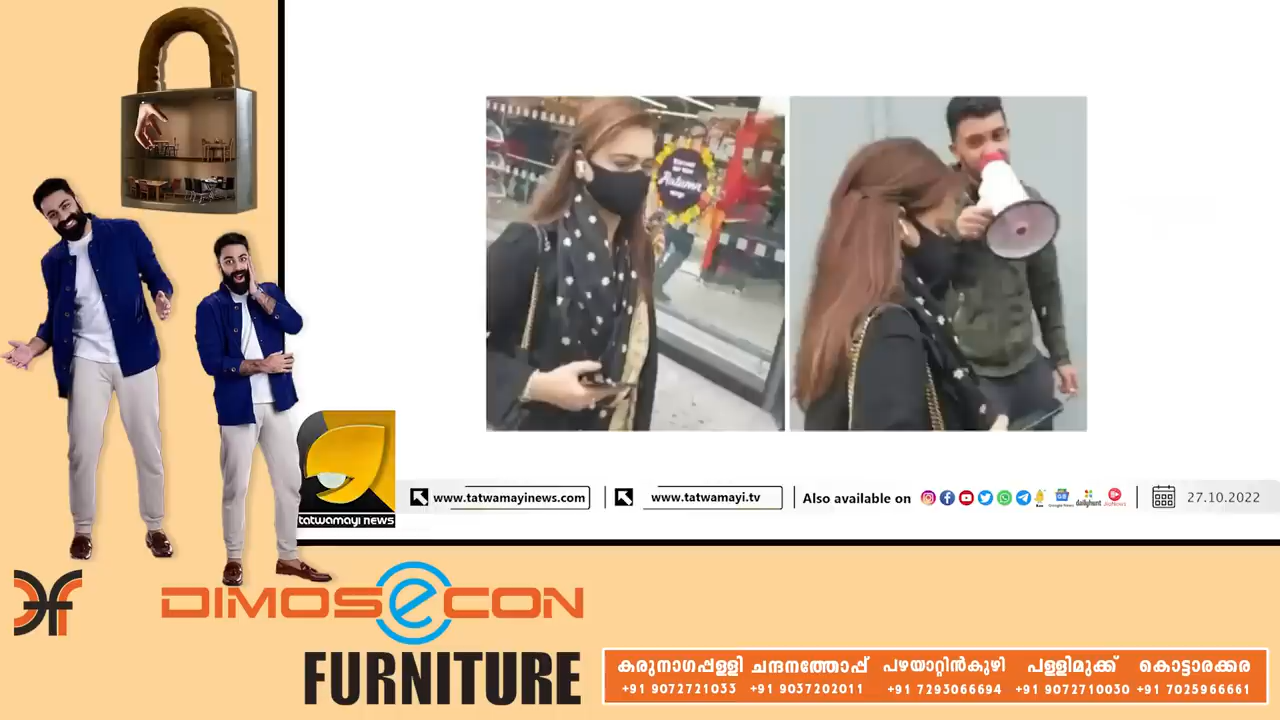 Autumn
tatwamayi news
www.tatwamayinews.com
www.tatwamayi.tv
Also available on
27.10.2022
DIMOSeCON
FURNITURE
കരുനാഗപ്പള്ളി ചന്ദനത്തോപ്പ് പഴയാറ്റിൻകുഴി പള്ളിമുക്ക് കൊട്ടാരക്കര
+91 9072721033 +91 9037202011 +91 7293066694 +91 9072710030 +91 7025966661